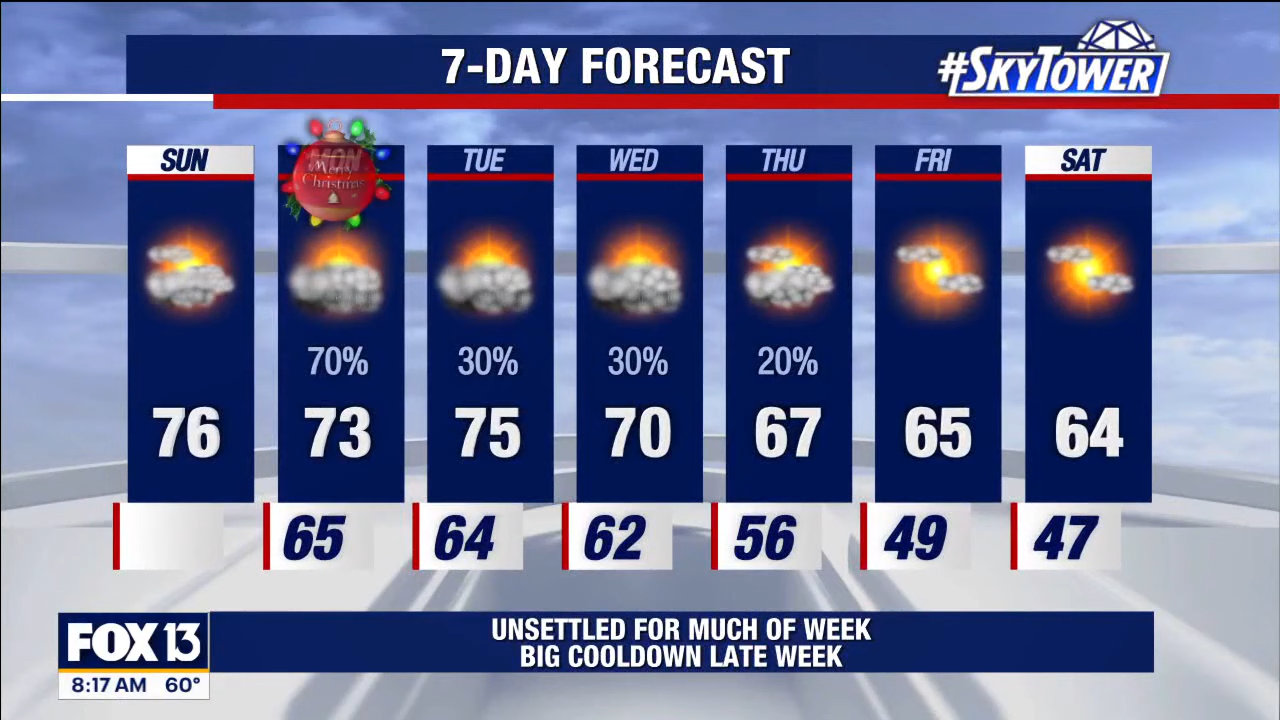 7-DAY FORECAST
#SKYTOWER
SUN MON TUE WED THU FRI SAT
Merry
Christmas
70% 30% 30% 20%
76 73 75 70 67 65 64
65 64 62 56 49 47
FOX 13
8:17 AM 60°
UNSETTLED FOR MUCH OF WEEK
BIG COOLDOWN LATE WEEK